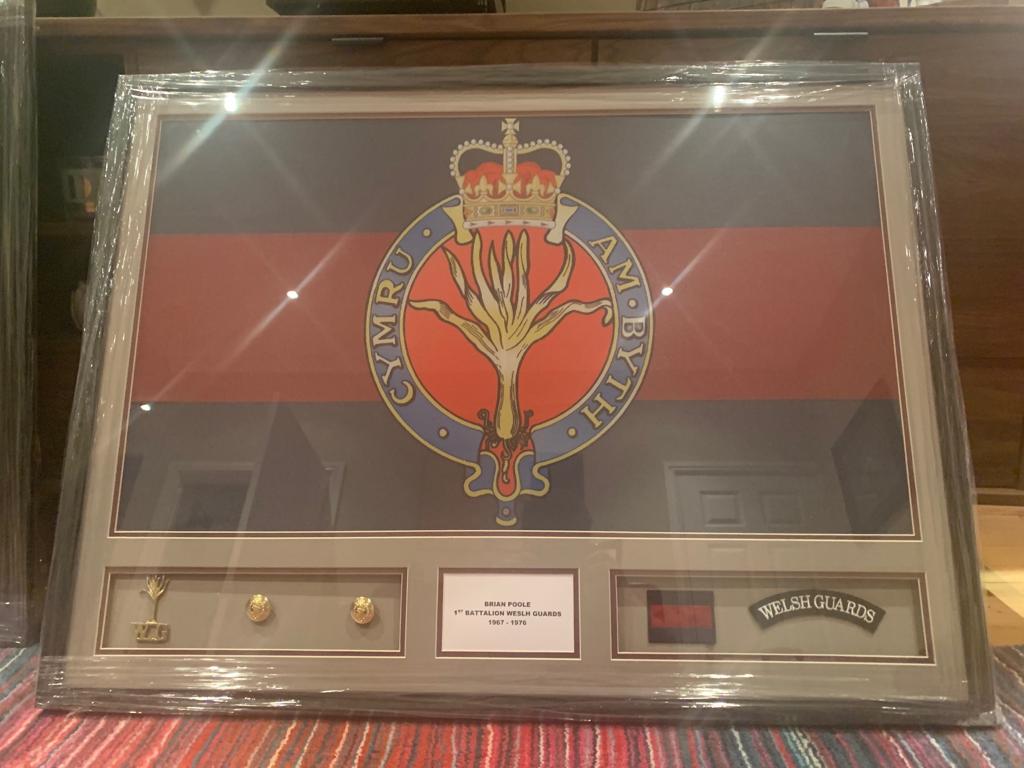 CYMRU AM·BYTH
WG
BRIAN POOLE
1ST BATTALION WESLH GUARDS
1967 - 1976
WELSH GUARDS